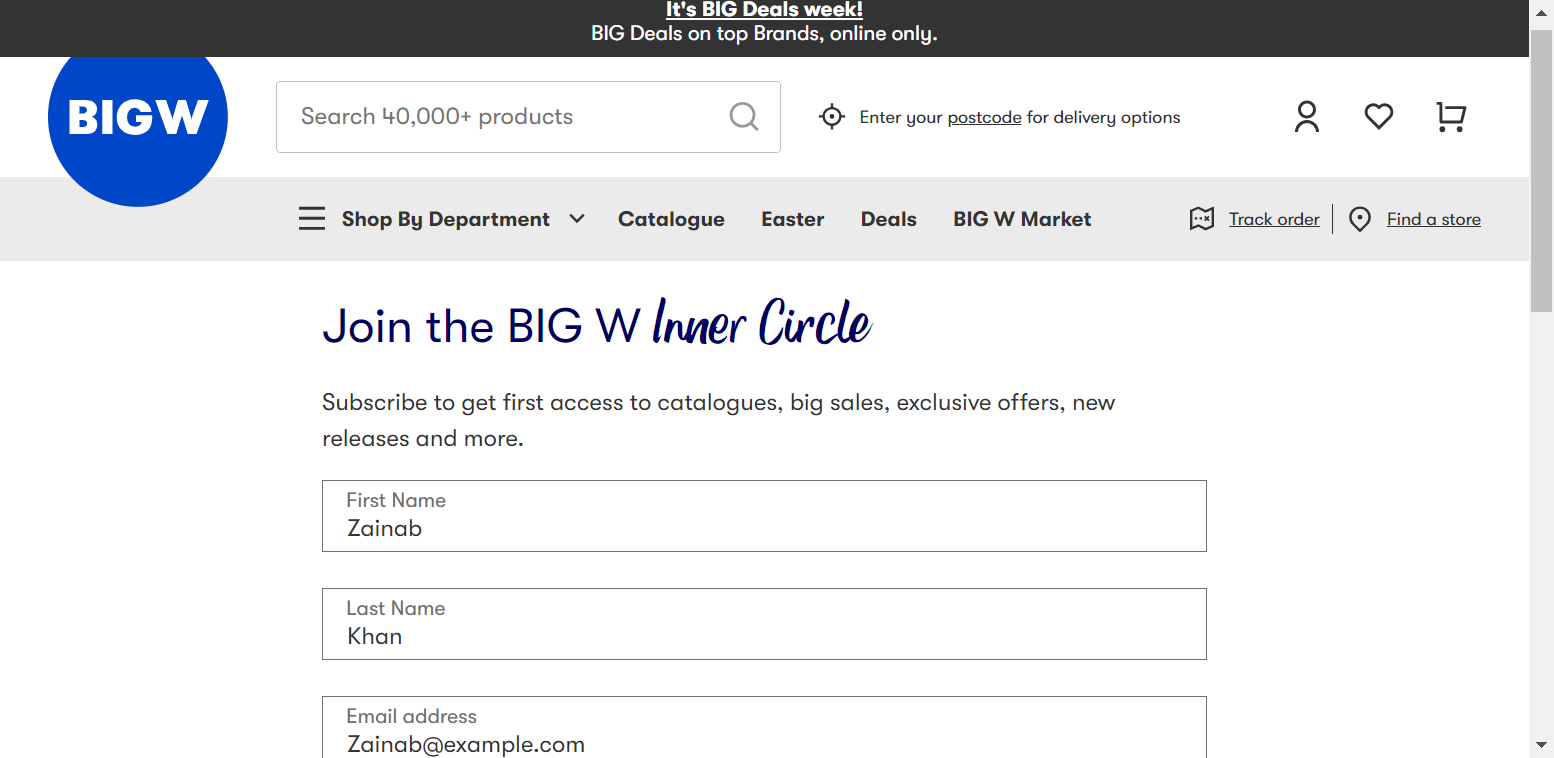 It's BIG Deals week!
BIG Deals on top Brands, online only.
BIG W
Search 40,000+ products
Enter your postcode for delivery options
Shop By Department
Catalogue
Easter
Deals
BIG W Market
Track order
Find a store
Join the BIG W Inner Circle
Subscribe to get first access to catalogues, big sales, exclusive offers, new
releases and more.
First Name
Zainab
Last Name
Khan
Email address
Zainab@example.com